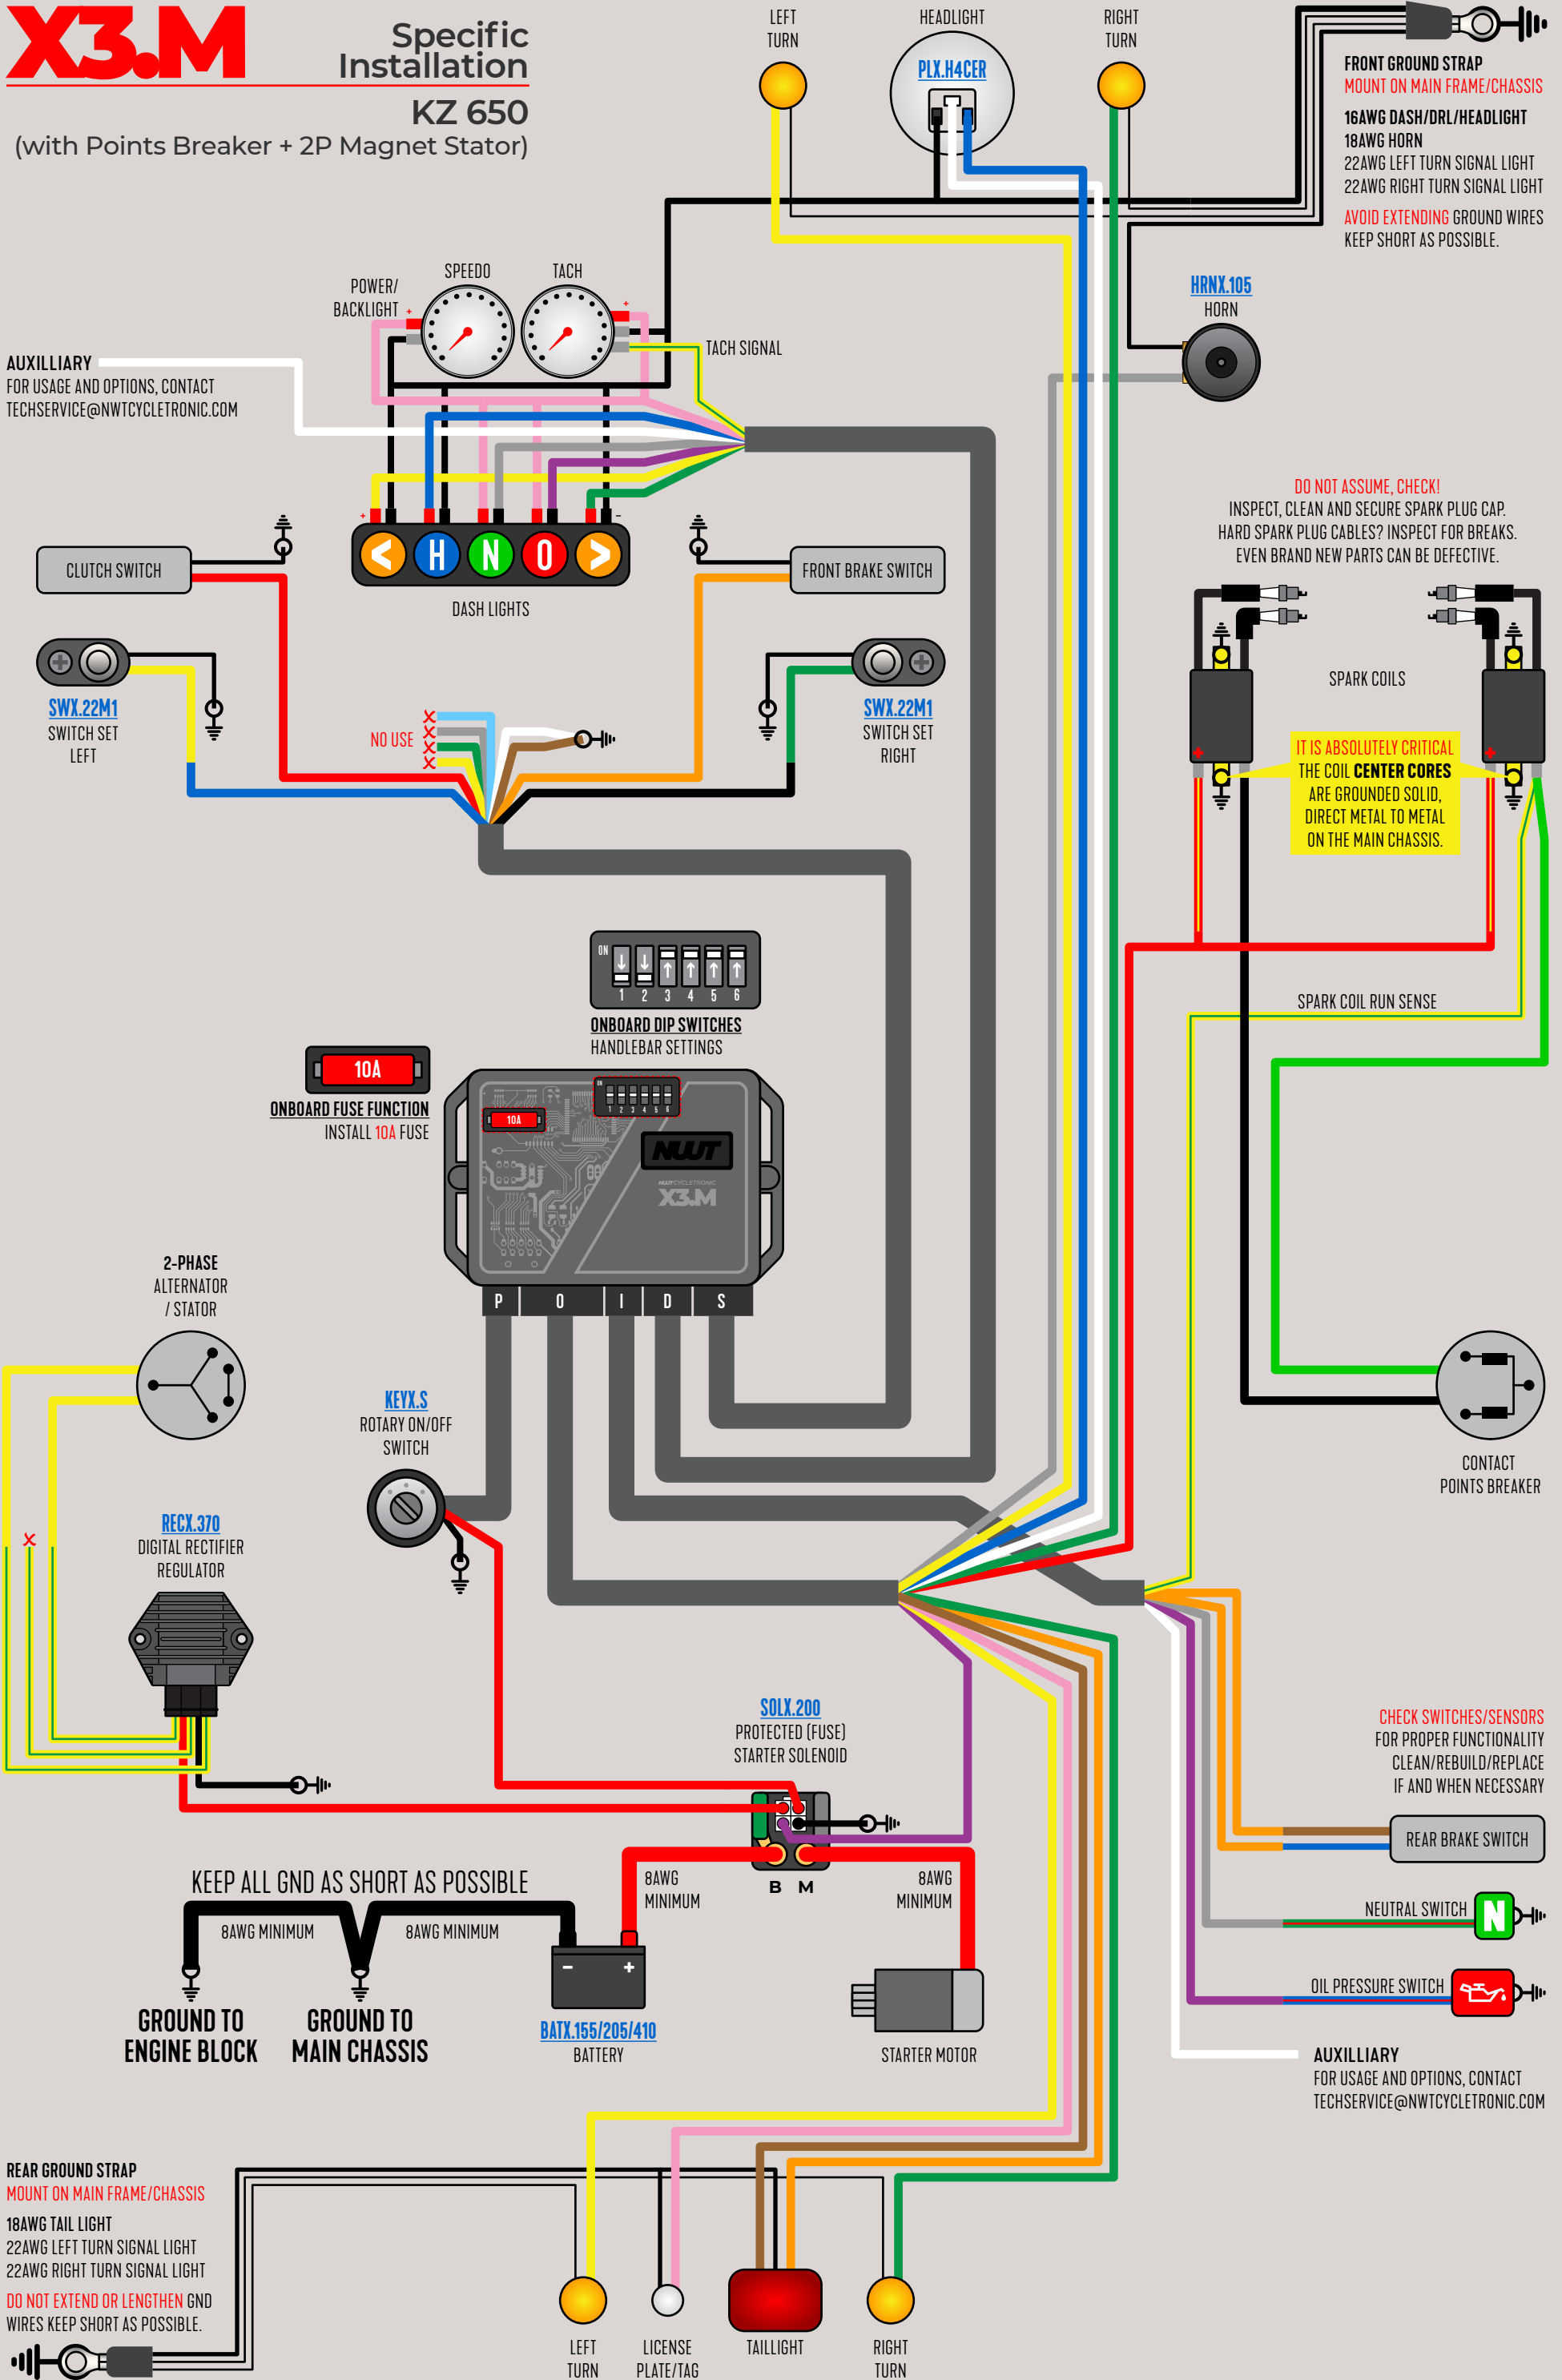 X3.M
Specific
Installation
KZ 650
(with Points Breaker + 2P Magnet Stator)
LEFT
TURN
HEADLIGHT
PLX.H4CER
RIGHT
TURN
FRONT GROUND STRAP
MOUNT ON MAIN FRAME/CHASSIS
16AWG DASH/DRL/HEADLIGHT
18AWG HORN
22AWG LEFT TURN SIGNAL LIGHT
22AWG RIGHT TURN SIGNAL LIGHT
AVOID EXTENDING GROUND WIRES
KEEP SHORT AS POSSIBLE.
HRNX.105
HORN
SPEEDO
TACH
POWER/
BACKLIGHT
+
+
TACH SIGNAL
AUXILLIARY
FOR USAGE AND OPTIONS, CONTACT
TECHSERVICE@NWTCYCLETRONIC.COM
+
-
< H N O >
DASH LIGHTS
CLUTCH SWITCH
FRONT BRAKE SWITCH
SWX.22M1
SWITCH SET
LEFT
SWX.22M1
SWITCH SET
RIGHT
X
X
X
X
NO USE
DO NOT ASSUME, CHECK!
INSPECT, CLEAN AND SECURE SPARK PLUG CAP.
HARD SPARK PLUG CABLES? INSPECT FOR BREAKS.
EVEN BRAND NEW PARTS CAN BE DEFECTIVE.
SPARK COILS
+
+
IT IS ABSOLUTELY CRITICAL
THE COIL CENTER CORES
ARE GROUNDED SOLID,
DIRECT METAL TO METAL
ON THE MAIN CHASSIS.
SPARK COIL RUN SENSE
ON
1 2 3 4 5 6
ONBOARD DIP SWITCHES
HANDLEBAR SETTINGS
10A
ONBOARD FUSE FUNCTION
INSTALL 10A FUSE
ON
1 2 3 4 5 6
10A
NWT
NWTCYCLETRONIC
X3.M
P O I D S
2-PHASE
ALTERNATOR
/ STATOR
KEYX.S
ROTARY ON/OFF
SWITCH
CONTACT
POINTS BREAKER
X
RECX.370
DIGITAL RECTIFIER
REGULATOR
SOLX.200
PROTECTED (FUSE)
STARTER SOLENOID
B M
8AWG
MINIMUM
8AWG
MINIMUM
KEEP ALL GND AS SHORT AS POSSIBLE
8AWG MINIMUM
8AWG MINIMUM
GROUND TO
ENGINE BLOCK
GROUND TO
MAIN CHASSIS
- +
BATX.155/205/410
BATTERY
STARTER MOTOR
CHECK SWITCHES/SENSORS
FOR PROPER FUNCTIONALITY
CLEAN/REBUILD/REPLACE
IF AND WHEN NECESSARY
REAR BRAKE SWITCH
NEUTRAL SWITCH
N
OIL PRESSURE SWITCH
AUXILLIARY
FOR USAGE AND OPTIONS, CONTACT
TECHSERVICE@NWTCYCLETRONIC.COM
REAR GROUND STRAP
MOUNT ON MAIN FRAME/CHASSIS
18AWG TAIL LIGHT
22AWG LEFT TURN SIGNAL LIGHT
22AWG RIGHT TURN SIGNAL LIGHT
DO NOT EXTEND OR LENGTHEN GND
WIRES KEEP SHORT AS POSSIBLE.
LEFT
TURN
LICENSE
PLATE/TAG
TAILLIGHT
RIGHT
TURN